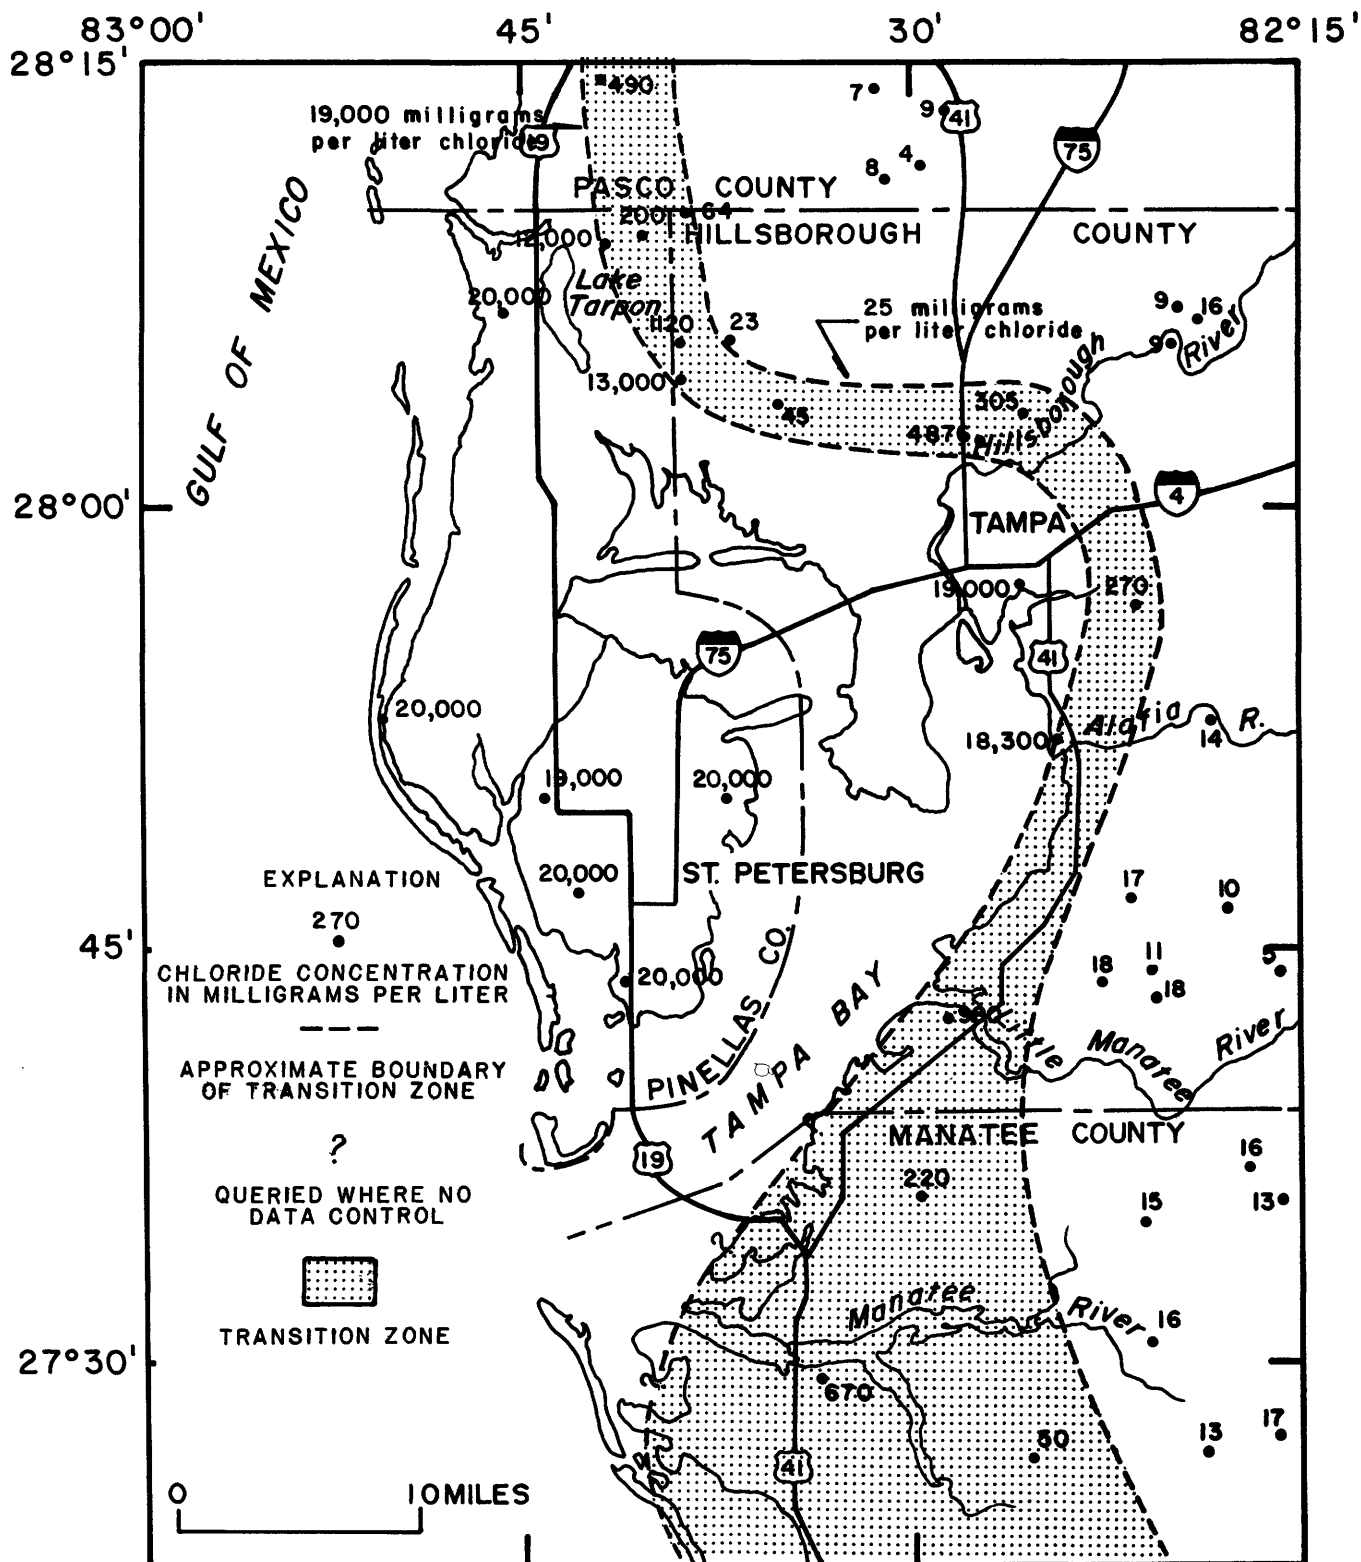 83°00'
45'
30'
82°15'
28°15'
490
7
9
41
19,000 milligrams
per liter chloride
19
75
8
4
PASCO COUNTY
200
64
HILLSBOROUGH COUNTY
12,000
GULF OF MEXICO
Lake
Tarpon
20,000
1120
23
25 milligrams
per liter chloride
9
16
9
River
Hillsborough
13,000
45
305
4876
28°00'
TAMPA
4
19,000
270
75
41
20,000
Alafia R.
14
18,300
19,000
20,000
20,000
ST. PETERSBURG
17
10
EXPLANATION
270
45'
CHLORIDE CONCENTRATION
IN MILLIGRAMS PER LITER
20,000
18
11
18
5
Little Manatee River
APPROXIMATE BOUNDARY
OF TRANSITION ZONE
PINELLAS CO.
TAMPA BAY
MANATEE COUNTY
?
19
16
QUERIED WHERE NO
DATA CONTROL
220
15
13
Manatee River
16
TRANSITION ZONE
27°30'
670
50
13
17
41
0
10 MILES